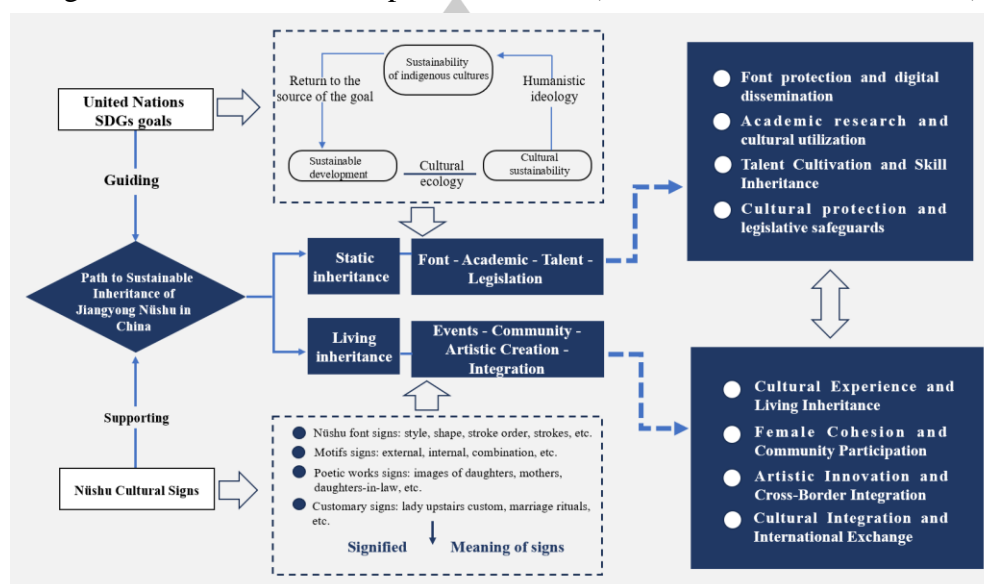 United Nations
SDGs goals
Guiding
Path to Sustainable
Inheritance of
Jiangyong Nüshu in
China
Supporting
Nüshu Cultural Signs
Sustainability
of indigenous cultures
Return to the
source of the goal
Humanistic
ideology
Sustainable
development
Cultural
ecology
Cultural
sustainability
Static
inheritance
Font - Academic - Talent -
Legislation
Living
inheritance
Events - Community -
Artistic Creation -
Integration
Nüshu font signs: style, shape, stroke order, strokes, etc.
Motifs signs: external, internal, combination, etc.
Poetic works signs: images of daughters, mothers,
daughters-in-law, etc.
Customary signs: lady upstairs custom, marriage rituals,
etc.
Signified
Meaning of signs
Font protection and digital
dissemination
Academic research and
cultural utilization
Talent Cultivation and Skill
Inheritance
Cultural protection and
legislative safeguards
Cultural Experience and
Living Inheritance
Female Cohesion and
Community Participation
Artistic Innovation and
Cross-Border Integration
Cultural Integration and
International Exchange